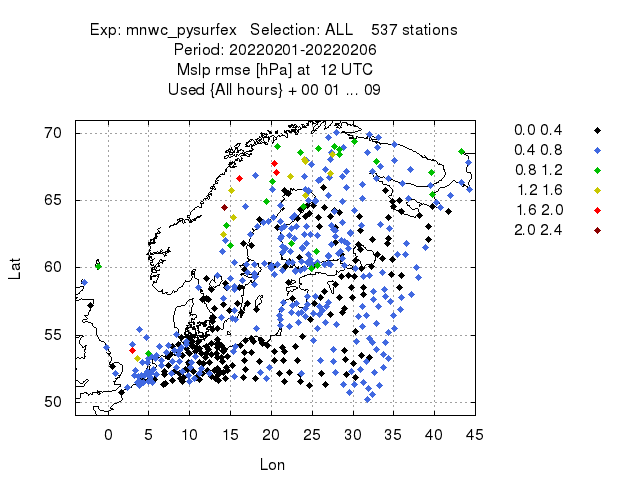 Exp: mnwc_pysurfex Selection: ALL 537 stations
Period: 20220201-20220206
Mslp rmse [hPa] at 12 UTC
Used {All hours} + 00 01 ... 09
70
65
60
55
50
Lat
0 5 10 15 20 25 30 35 40 45
Lon
0.0 0.4
0.4 0.8
0.8 1.2
1.2 1.6
1.6 2.0
2.0 2.4